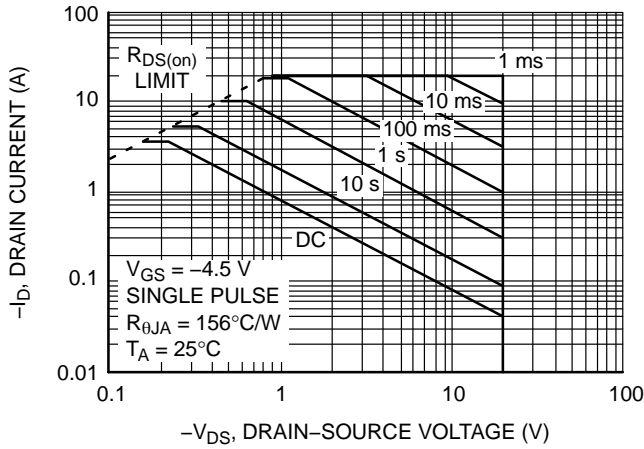 100
10
1
0.1
0.01
–I_D, DRAIN CURRENT (A)
R_DS(on)
LIMIT
1 ms
10 ms
100 ms
1 s
10 s
DC
V_GS = –4.5 V
SINGLE PULSE
R_θJA = 156°C/W
T_A = 25°C
0.1 1 10 100
–V_DS, DRAIN–SOURCE VOLTAGE (V)